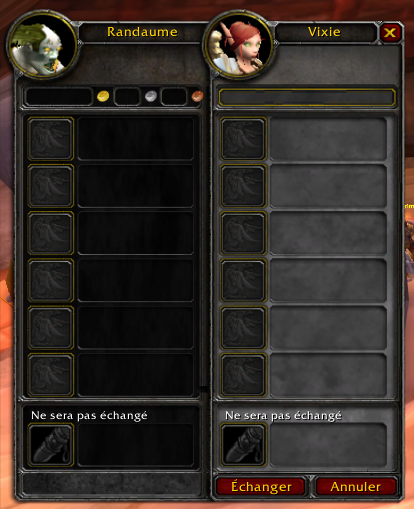 Randaume
Vixie
Ne sera pas échangé
Ne sera pas échangé
Échanger
Annuler